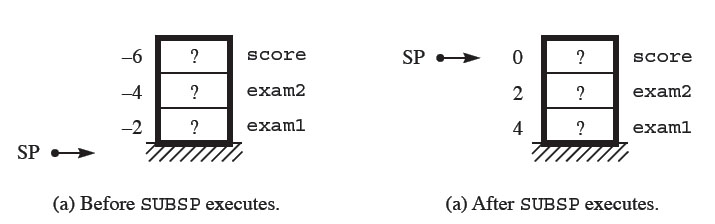 –6 ? score
–4 ? exam2
–2 ? exam1
SP
(a) Before SUBSP executes.
SP 0 ? score
2 ? exam2
4 ? exam1
(a) After SUBSP executes.